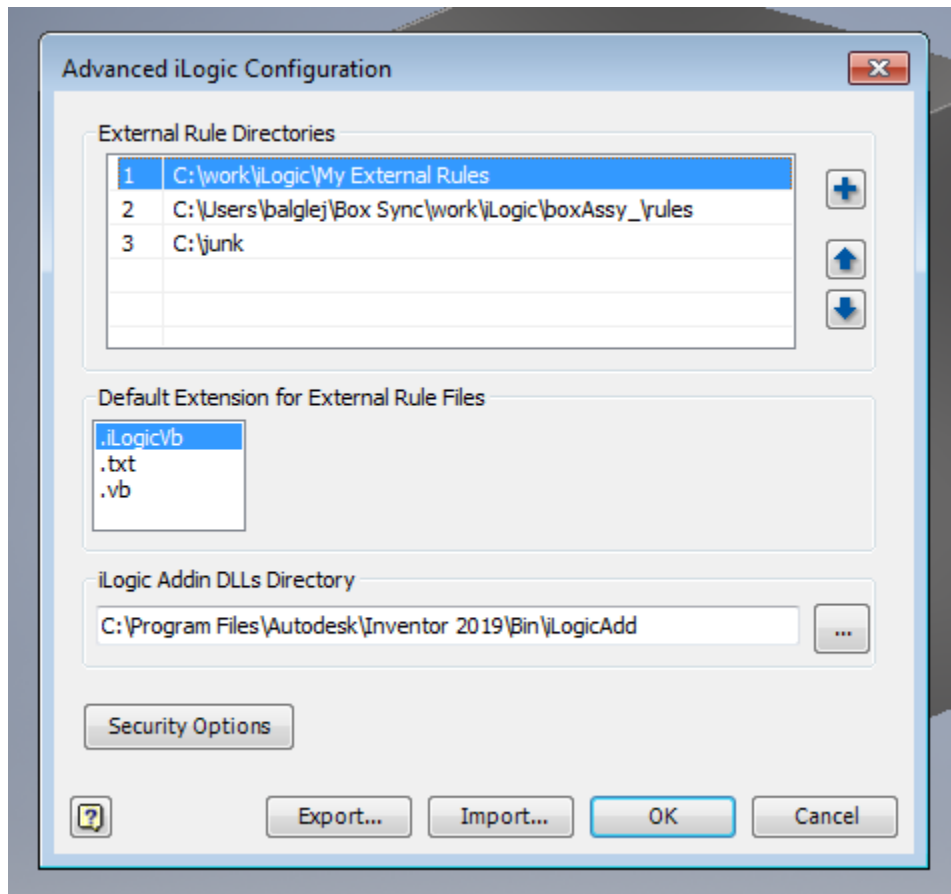 Advanced iLogic Configuration
External Rule Directories
1 C:\work\iLogic\My External Rules
2 C:\Users\balglej\Box Sync\work\iLogic\boxAssy_\rules
3 C:\junk
Default Extension for External Rule Files
.iLogicVb
.txt
.vb
iLogic Addin DLLs Directory
C:\Program Files\Autodesk\Inventor 2019\Bin\iLogicAdd
...
Security Options
?
Export...
Import...
OK
Cancel